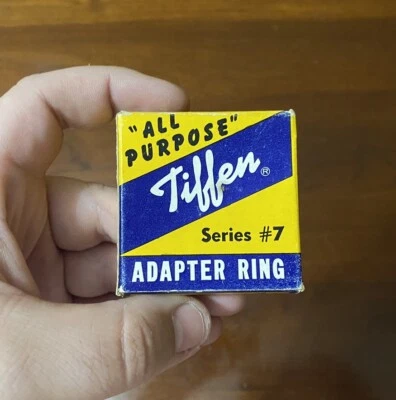 "ALL
PURPOSE"
Tiffen®
Series #7
ADAPTER RING